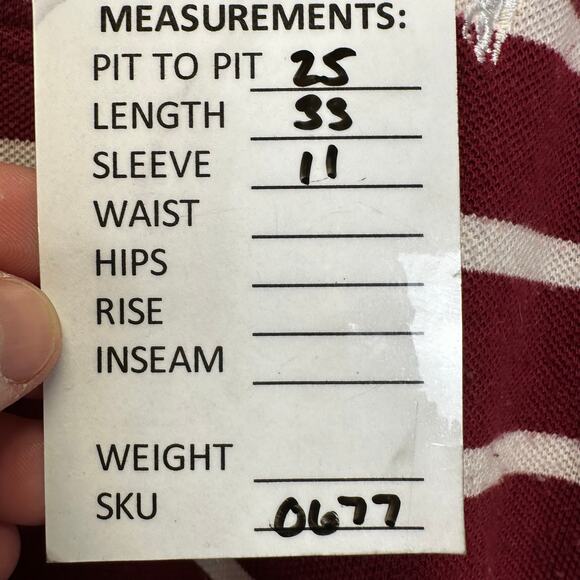 MEASUREMENTS:
PIT TO PIT 25
LENGTH 33
SLEEVE 11
WAIST
HIPS
RISE
INSEAM
WEIGHT
SKU 0677